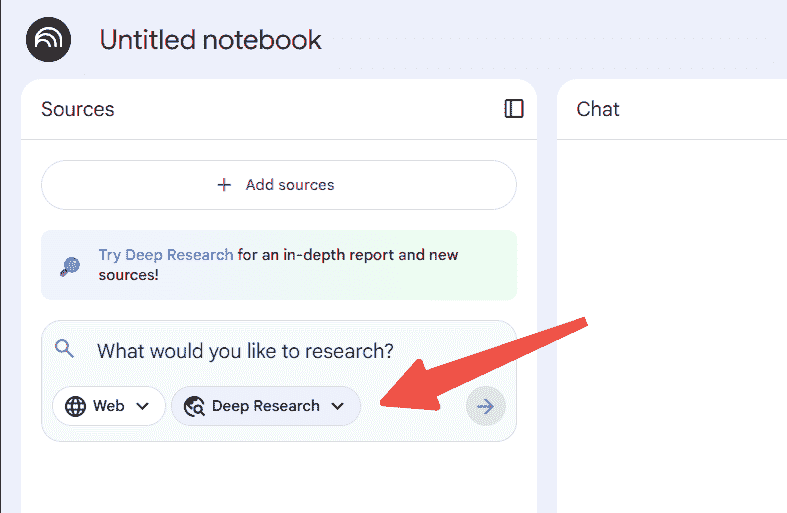 Untitled notebook
Sources
Chat
Add sources
Try Deep Research for an in-depth report and new
sources!
What would you like to research?
Web
Deep Research